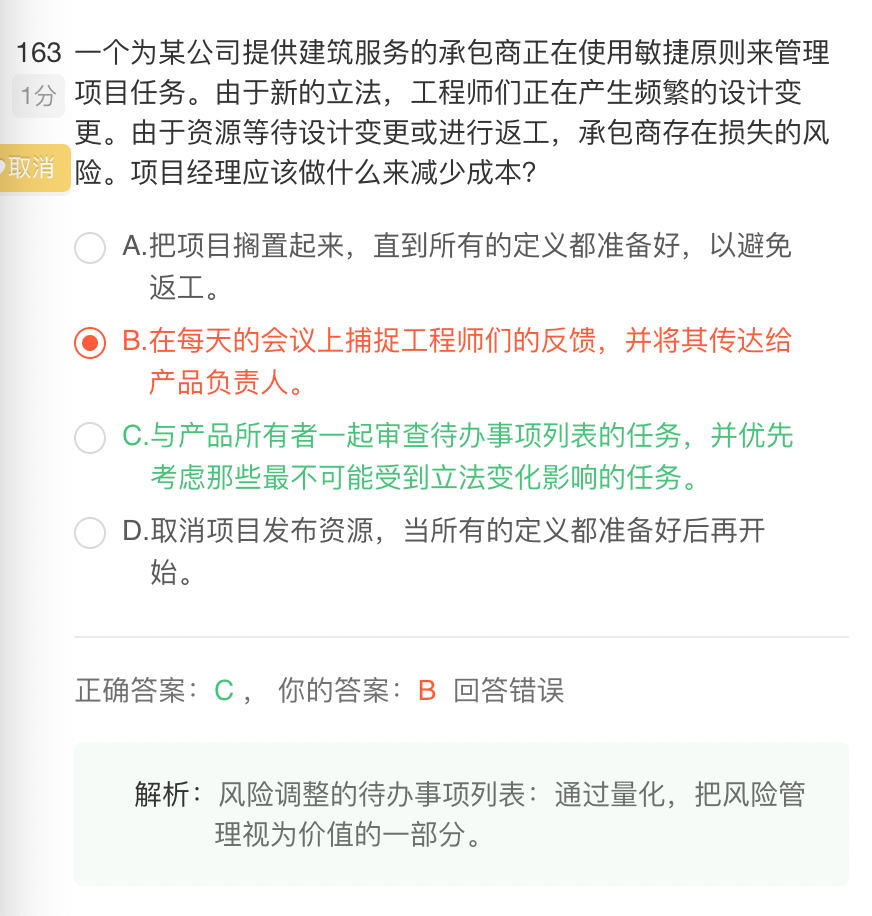 163 一个为某公司提供建筑服务的承包商正在使用敏捷原则来管理
1分 项目任务。由于新的立法，工程师们正在产生频繁的设计变
更。由于资源等待设计变更或进行返工，承包商存在损失的风
取消 险。项目经理应该做什么来减少成本？
A.把项目搁置起来，直到所有的定义都准备好，以避免
返工。
B.在每天的会议上捕捉工程师们的反馈，并将其传达给
产品负责人。
C.与产品所有者一起审查待办事项列表的任务，并优先
考虑那些最不可能受到立法变化影响的任务。
D.取消项目发布资源，当所有的定义都准备好后再开
始。
正确答案：C ， 你的答案：B 回答错误
解析：风险调整的待办事项列表：通过量化，把风险管
理视为价值的一部分。